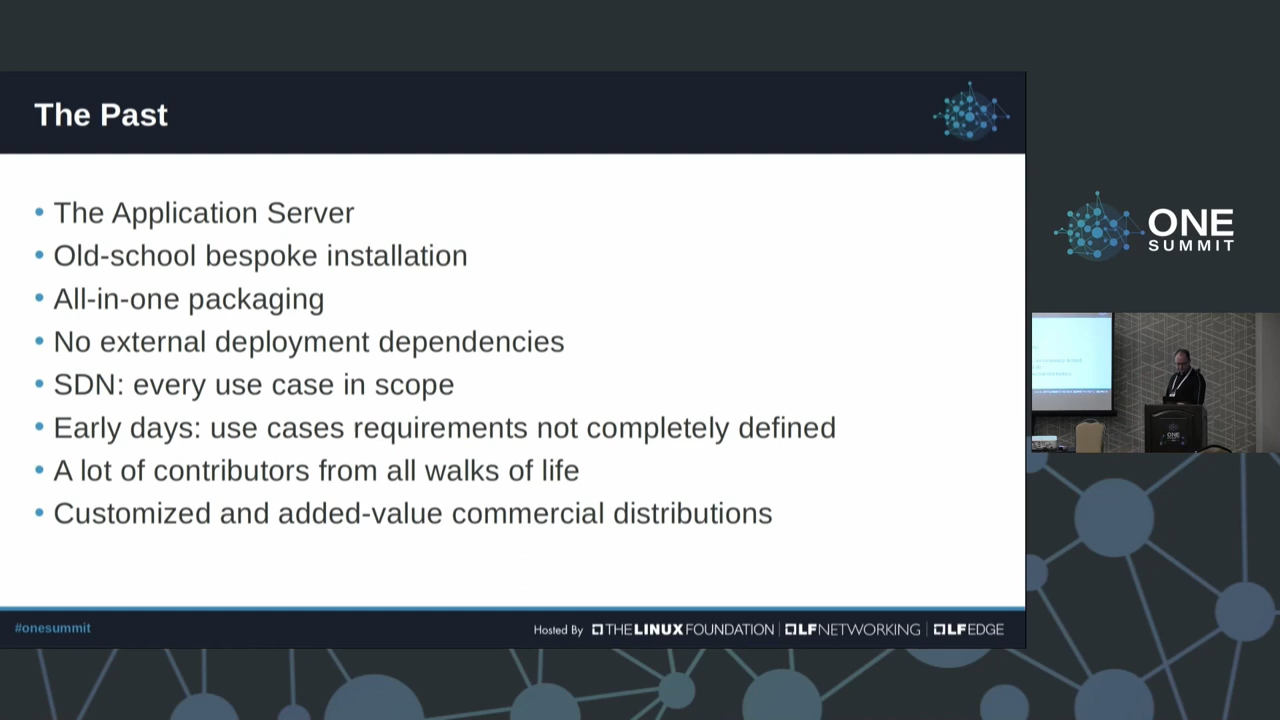 The Past
• The Application Server
• Old-school bespoke installation
• All-in-one packaging
• No external deployment dependencies
• SDN: every use case in scope
• Early days: use cases requirements not completely defined
• A lot of contributors from all walks of life
• Customized and added-value commercial distributions
#onesummit
Hosted By THE LINUX FOUNDATION | LF NETWORKING | LF EDGE
ONE
SUMMIT
ONE